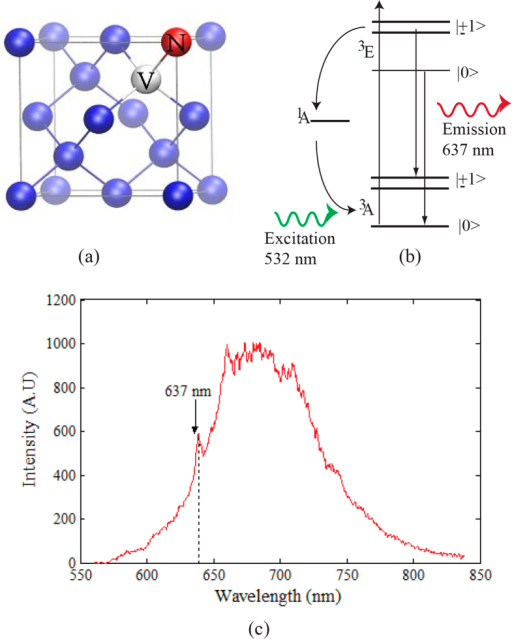 N
V
(a)
|±1>
³E
|0>
¹A
Emission
637 nm
|±1>
³A
|0>
Excitation
532 nm
(b)
1200
1000
800
600
400
200
0
637 nm
Intensity (A.U)
550
600
650
700
750
800
850
Wavelength (nm)
(c)